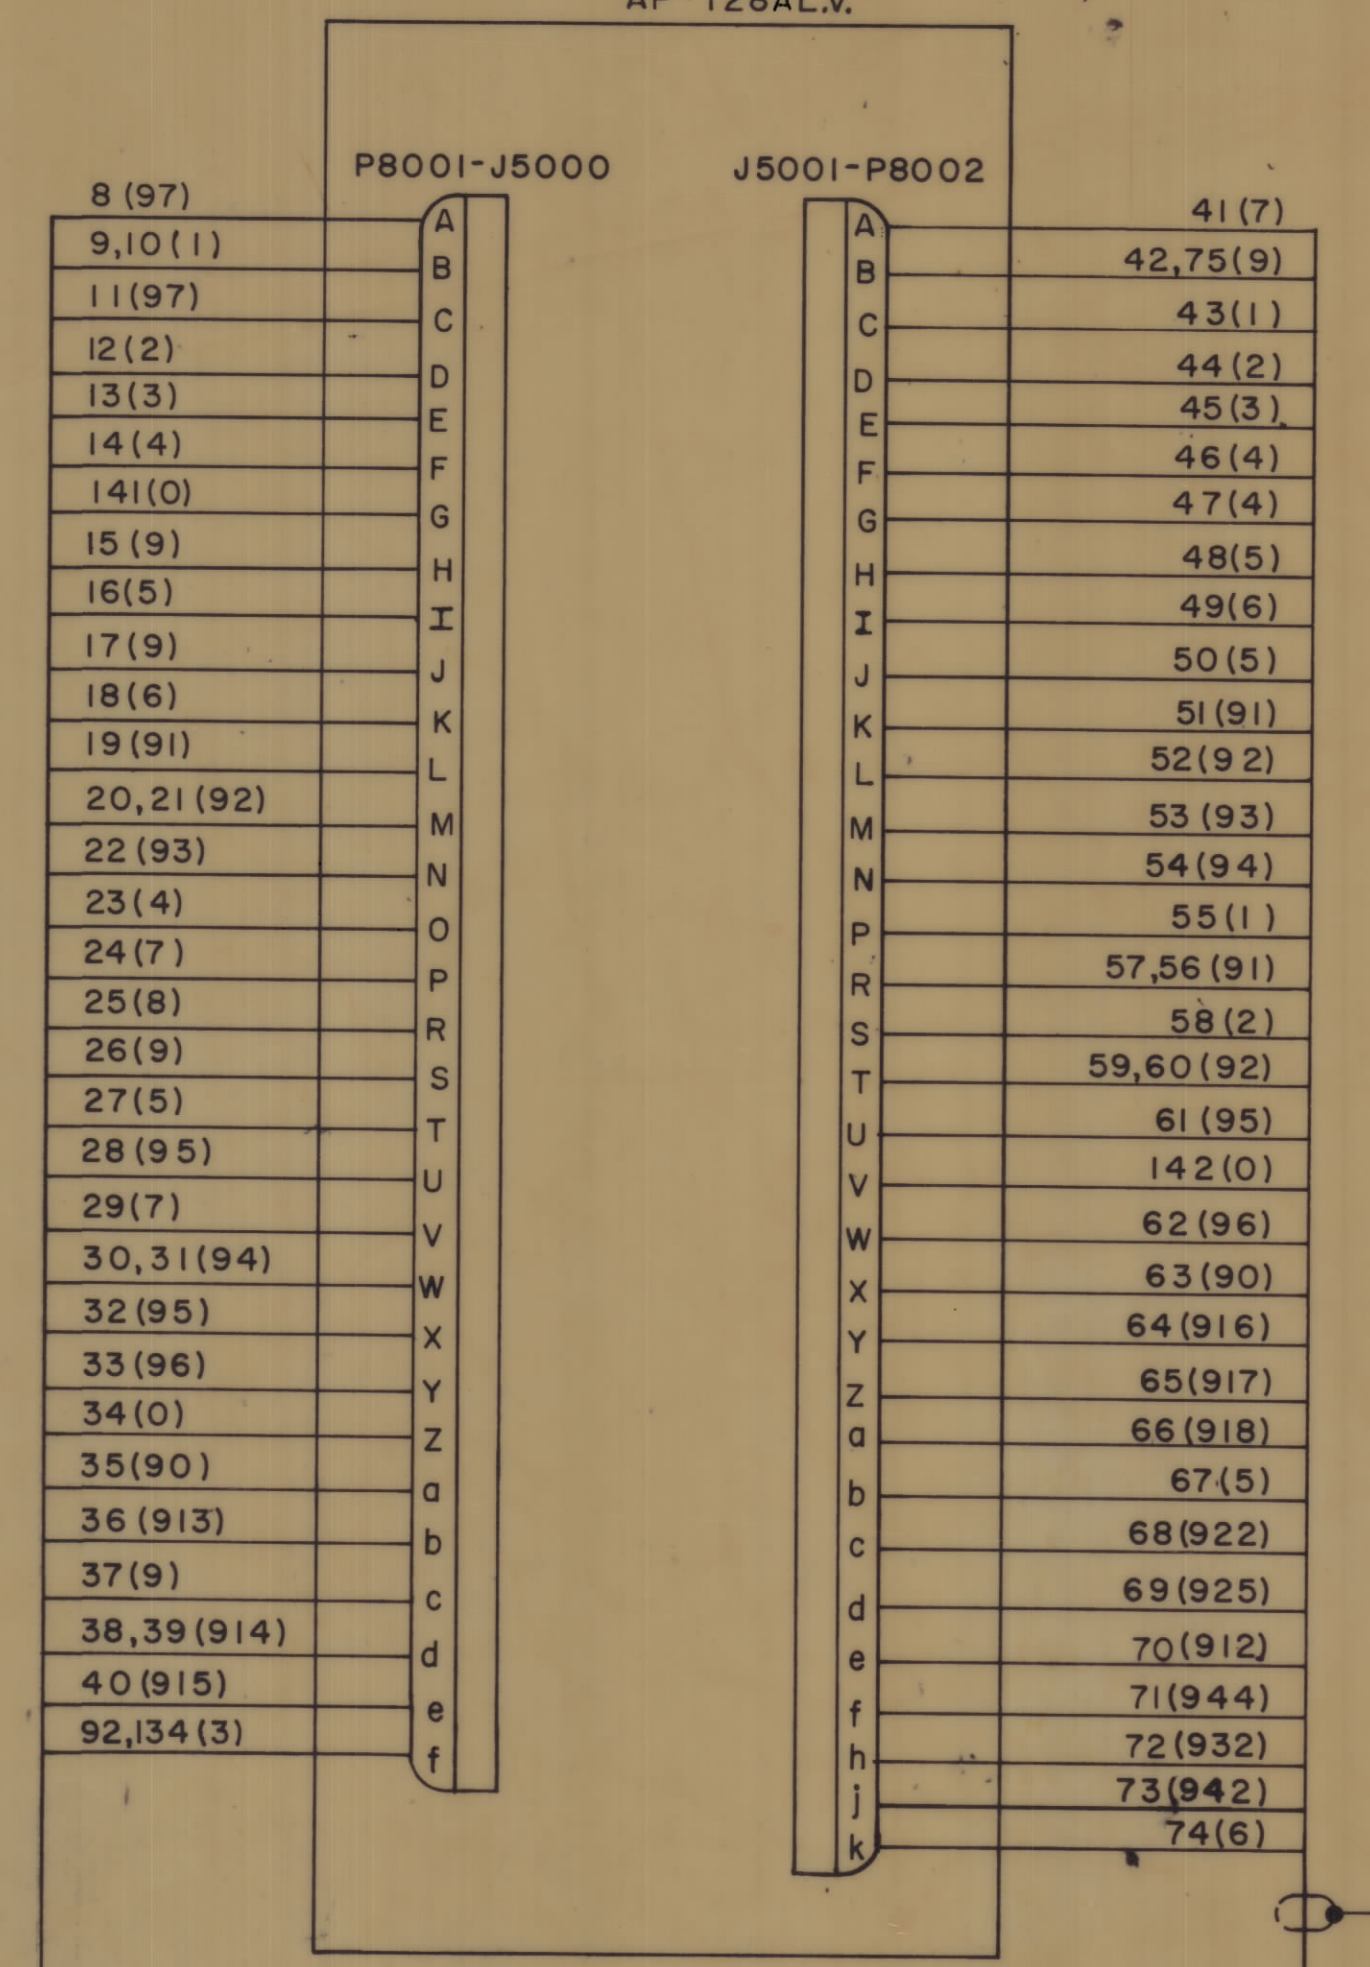 P8001-J5000
J5001-P8002
8 (97) A
9,10(1) B
11(97) C
12(2) D
13(3) E
14(4) F
141(0) G
15(9) H
16(5) I
17(9) J
18(6) K
19(91) L
20,21(92) M
22(93) N
23(4) O
24(7) P
25(8) R
26(9) S
27(5) T
28(95) U
29(7) V
30,31(94) W
32(95) X
33(96) Y
34(0) Z
35(90) a
36(913) b
37(9) c
38,39(914) d
40(915) e
92,134(3) f
A 41(7)
B 42,75(9)
C 43(1)
D 44(2)
E 45(3)
F 46(4)
G 47(4)
H 48(5)
I 49(6)
J 50(5)
K 51(91)
L 52(92)
M 53(93)
N 54(94)
P 55(1)
R 57,56(91)
S 58(2)
T 59,60(92)
U 61(95)
V 142(0)
W 62(96)
X 63(90)
Y 64(916)
Z 65(917)
a 66(918)
b 67(5)
c 68(922)
d 69(925)
e 70(912)
f 71(944)
h 72(932)
j 73(942)
k 74(6)